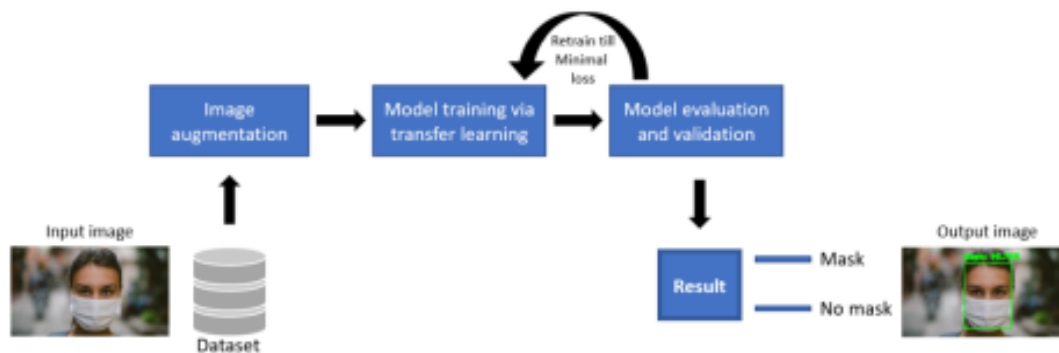 Retrain till
Minimal
loss
Image
augmentation
Model training via
transfer learning
Model evaluation
and validation
Input image
Dataset
Result
Mask
No mask
Output image